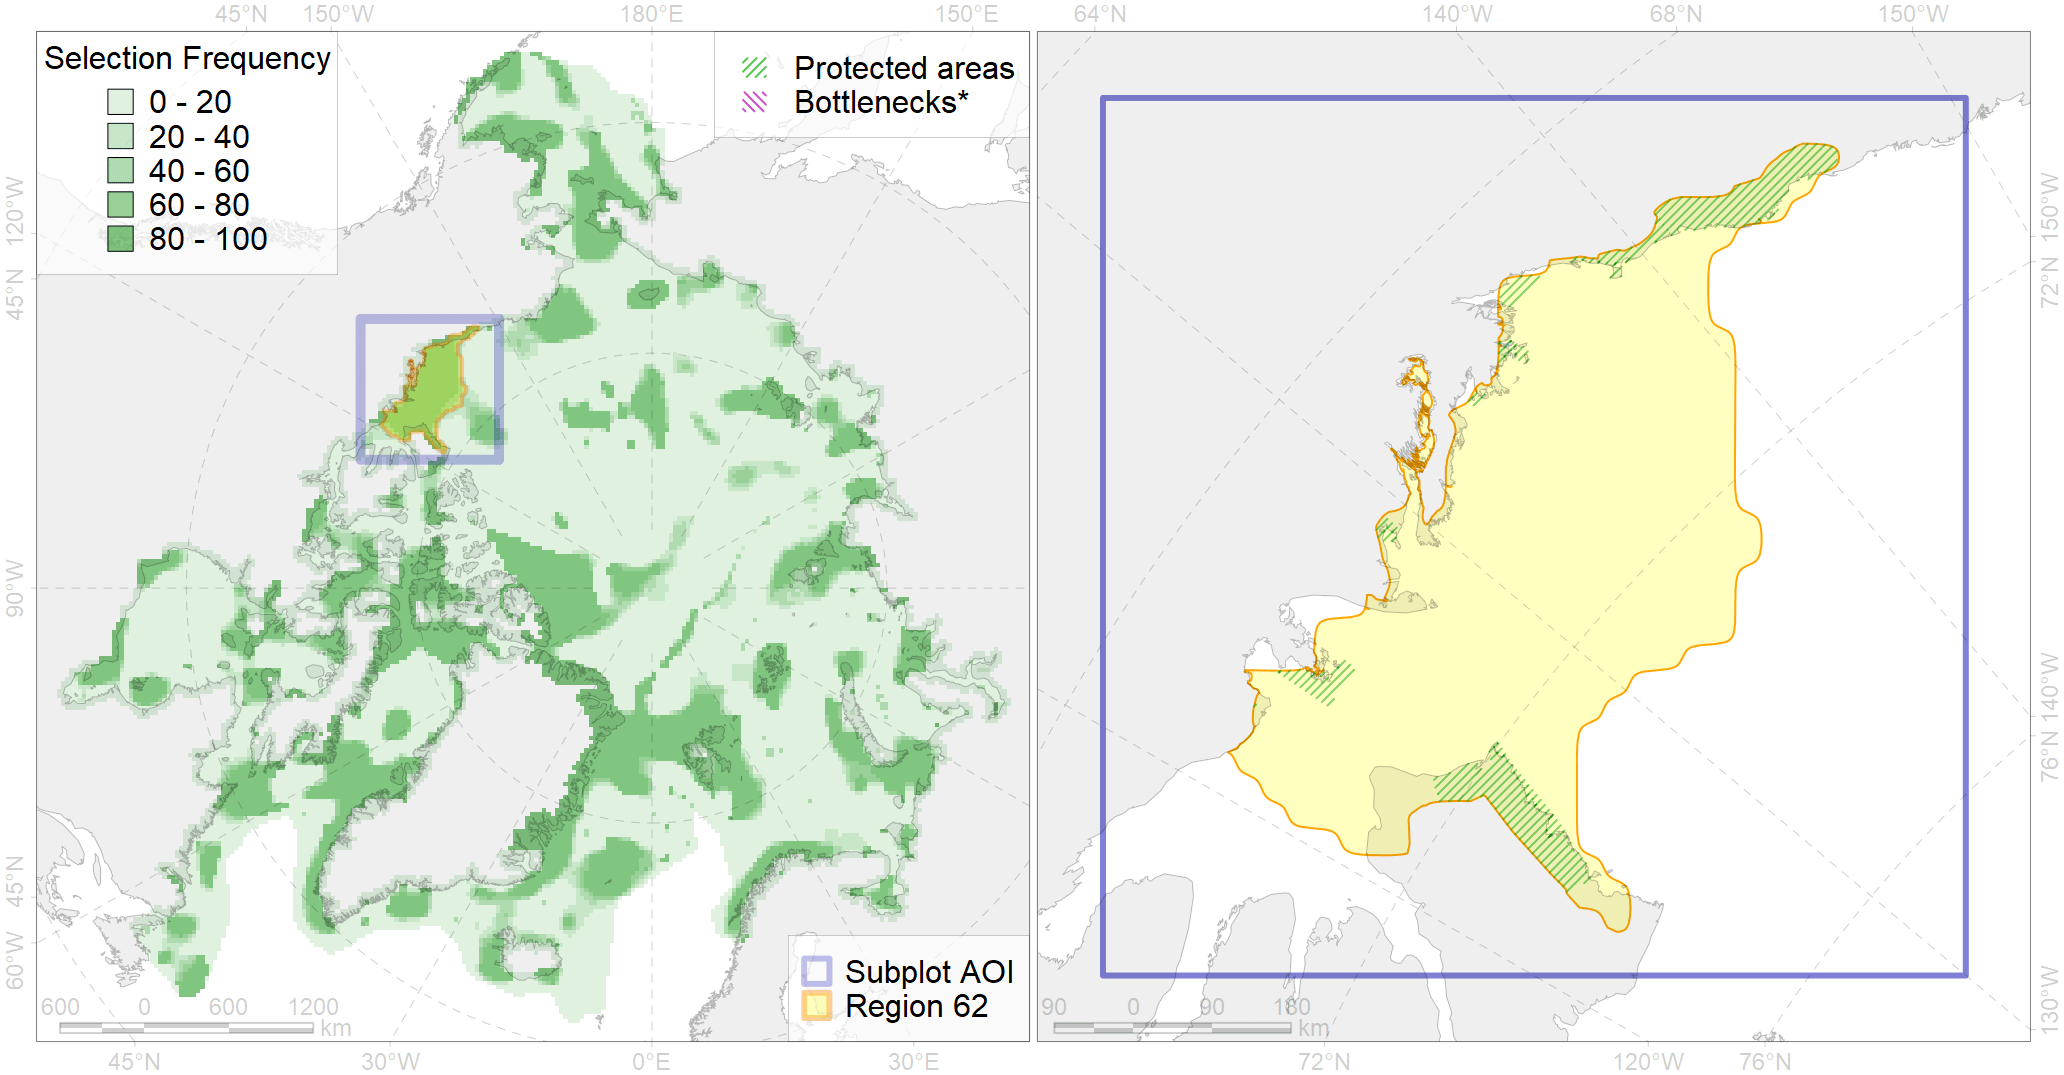 45°N 150°W 180°E 150°E 64°N 140°W 68°N 150°W
Selection Frequency
0 - 20
20 - 40
40 - 60
60 - 80
80 - 100
Protected areas
Bottlenecks*
120°W
45°N
90°W
45°N
60°W
150°W
72°N
140°W
76°N
130°W
Subplot AOI
Region 62
600 0 600 1200
km
90 0 90 180
km
45°N 30°W 0°E 30°E 72°N 120°W 76°N